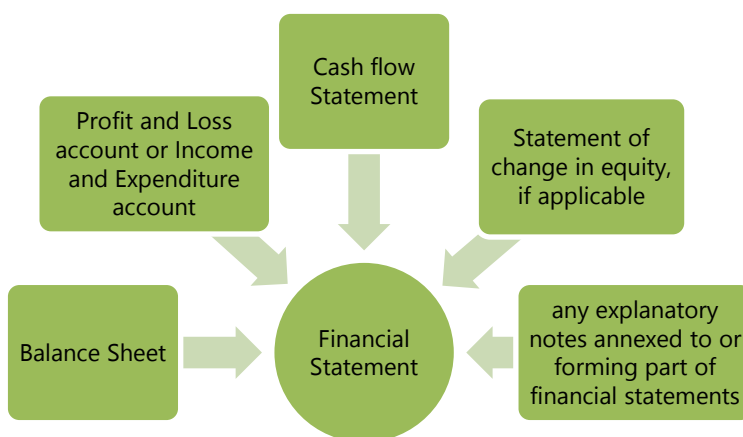 Cash flow
Statement
Profit and Loss
account or Income
and Expenditure
account
Statement of
change in equity,
if applicable
Balance Sheet
Financial
Statement
any explanatory
notes annexed to or
forming part of
financial statements